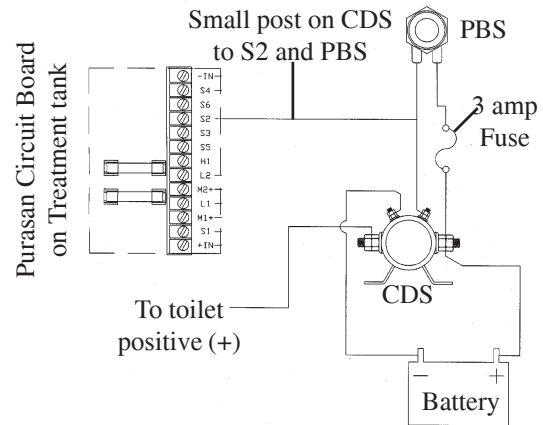 Small post on CDS
to S2 and PBS
PBS
3 amp
Fuse
Purasan Circuit Board
on Treatment tank
-IN
S4
S6
S2
S3
S5
H1
L2
M2+
L1
M1+
S1
+IN
CDS
To toilet
positive (+)
− +
Battery